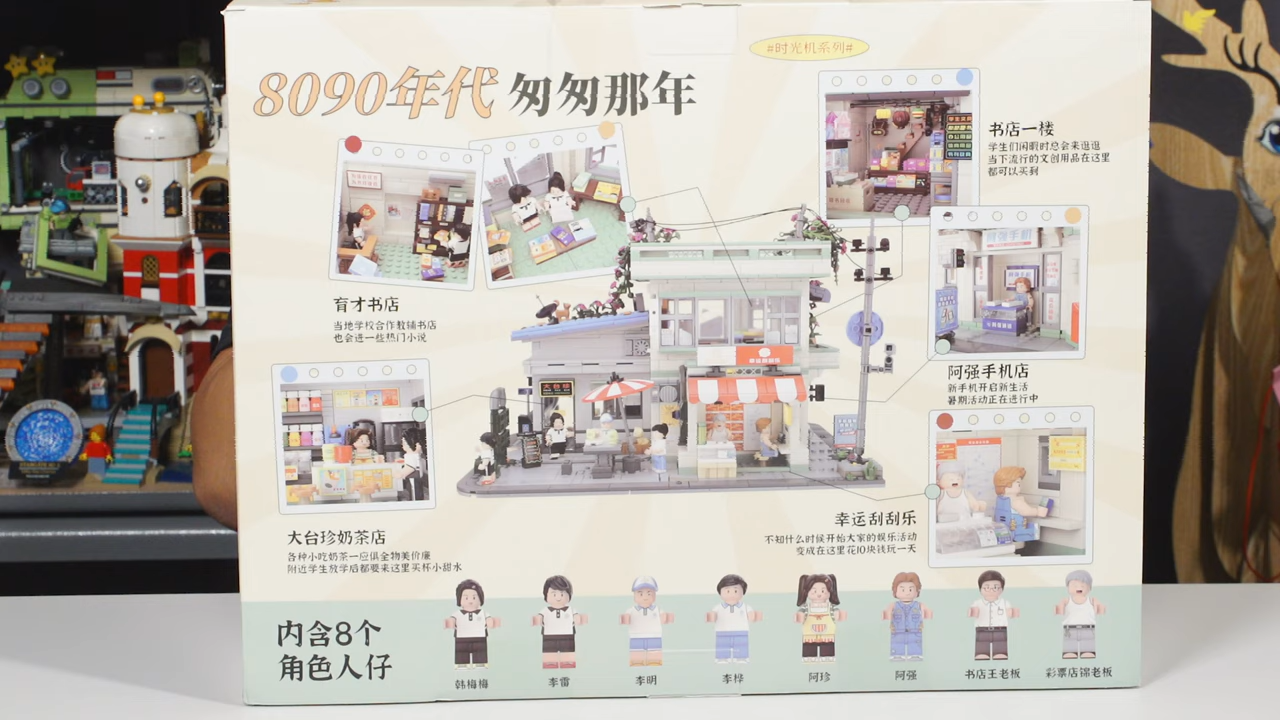 #时光机系列#
8090年代 匆匆那年
书店一楼
学生们闲暇时总会来逛逛
当下流行的文创用品在这里
都可以买到
育才书店
当地学校合作教辅书店
也会进一些热门小说
阿强手机
阿强手机店
新手机开启新生活
暑期活动正在进行中
大台珍
大台珍奶茶店
各种小吃奶茶一应俱全物美价廉
附近学生放学后都要来这里买杯小甜水
幸运刮刮乐
不知什么时候开始大家的娱乐活动
变成在这里花10块钱玩一天
内含8个
角色人仔
韩梅梅
李雷
李明
李桦
阿珍
阿强
书店王老板
彩票店锦老板